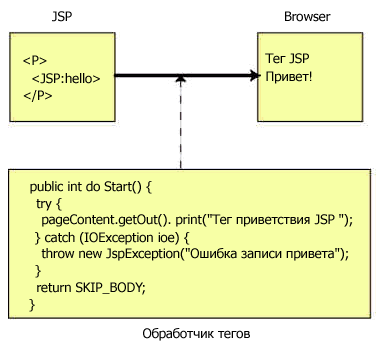 JSP
Browser
<P>
<JSP:hello>
</P>
Тег JSP
Привет!
public int do Start() {
try {
pageContent.getOut(). print("Тег приветствия JSP ");
} catch (IOException ioe) {
throw new JspException("Ошибка записи привета");
}
return SKIP_BODY;
}
Обработчик тегов